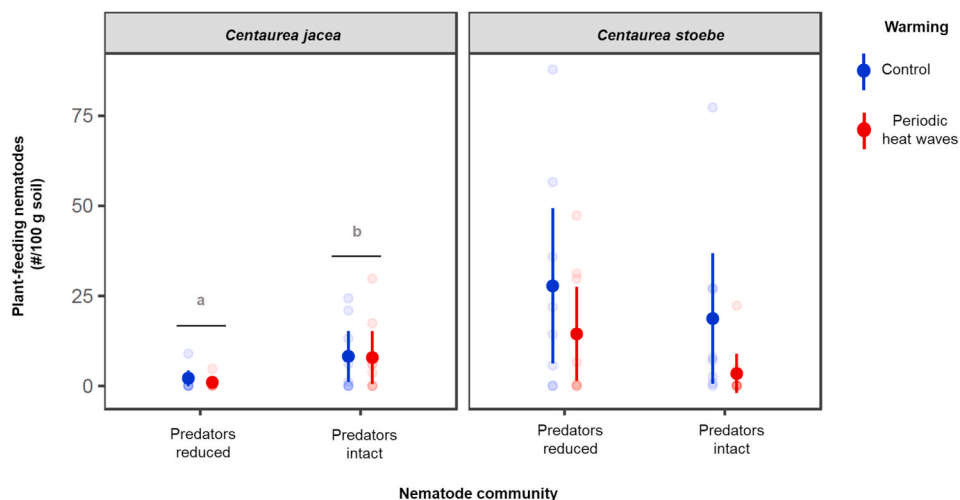 Centaurea jacea
Centaurea stoebe
Warming
Control
Periodic
heat waves
Plant-feeding nematodes
(#/100 g soil)
75
50
25
0
a
b
Predators
reduced
Predators
intact
Predators
reduced
Predators
intact
Nematode community